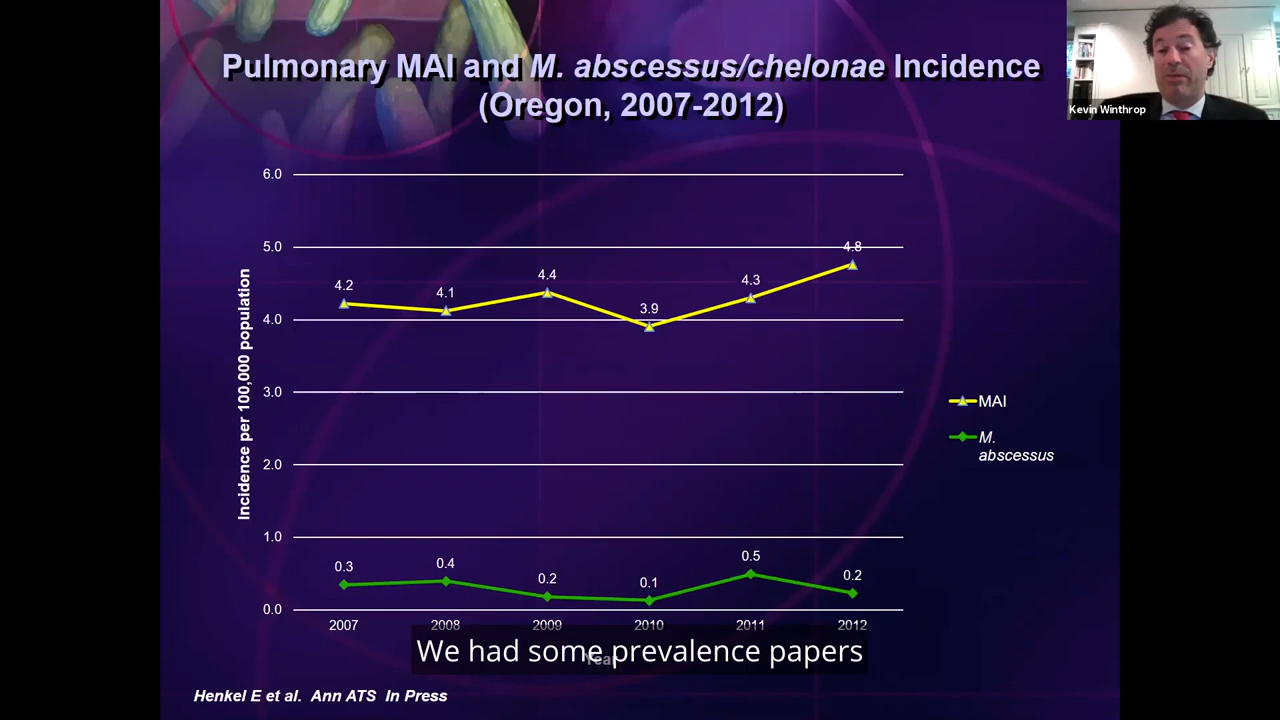 Pulmonary MAI and M. abscessus/chelonae Incidence
(Oregon, 2007-2012)
Kevin Winthrop
Incidence per 100,000 population
6.0
5.0
4.0
3.0
2.0
1.0
0.0
4.2
4.1
4.4
3.9
4.3
4.8
0.3
0.4
0.2
0.1
0.5
0.2
MAI
M.
abscessus
2007
2008
2009
2010
2011
2012
Year
We had some prevalence papers
Henkel E et al. Ann ATS In Press